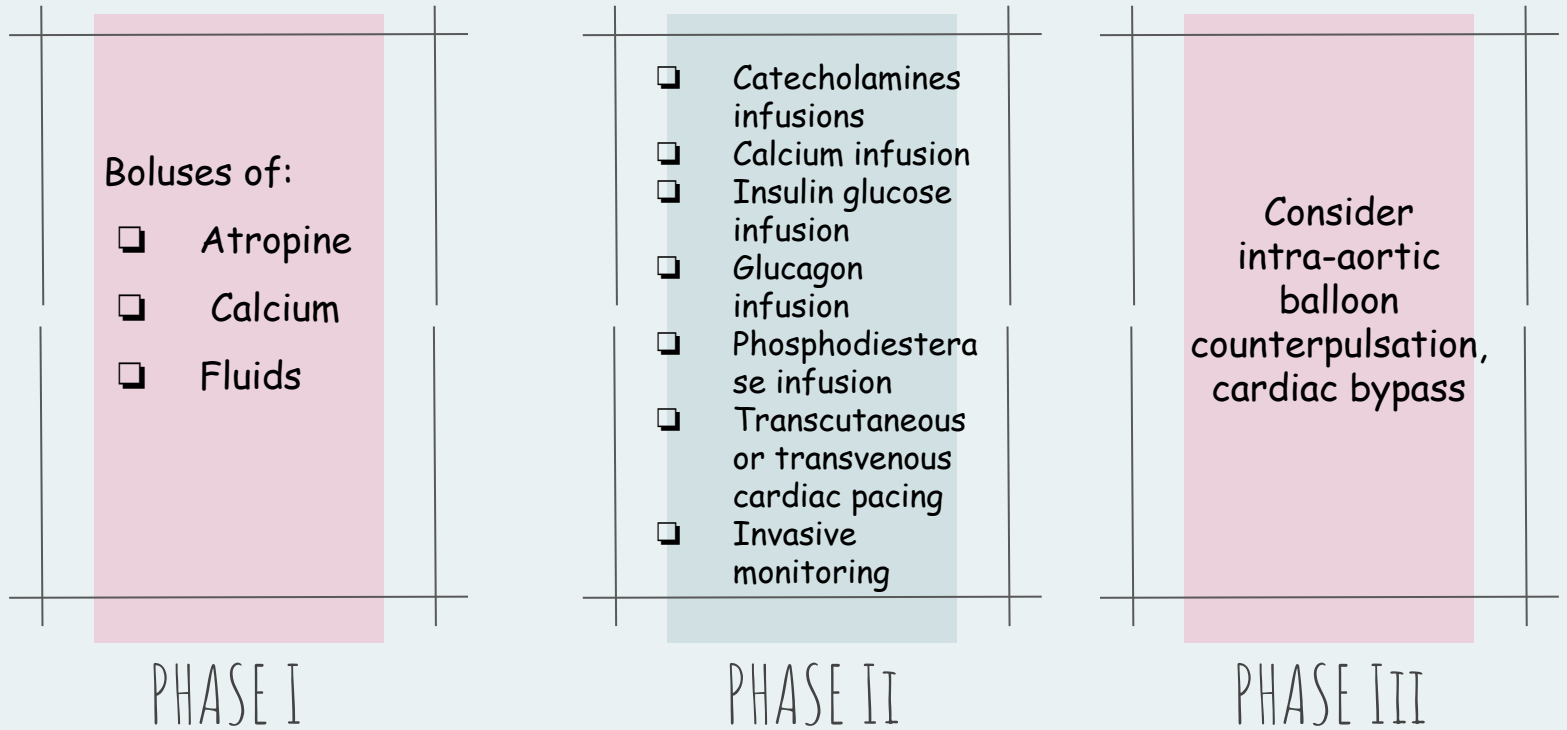 Boluses of:
❏ Atropine
❏ Calcium
❏ Fluids
PHASE I
❏ Catecholamines
infusions
❏ Calcium infusion
❏ Insulin glucose
infusion
❏ Glucagon
infusion
❏ Phosphodiestera
se infusion
❏ Transcutaneous
or transvenous
cardiac pacing
❏ Invasive
monitoring
PHASE Ii
Consider
intra-aortic
balloon
counterpulsation,
cardiac bypass
PHASE Iii